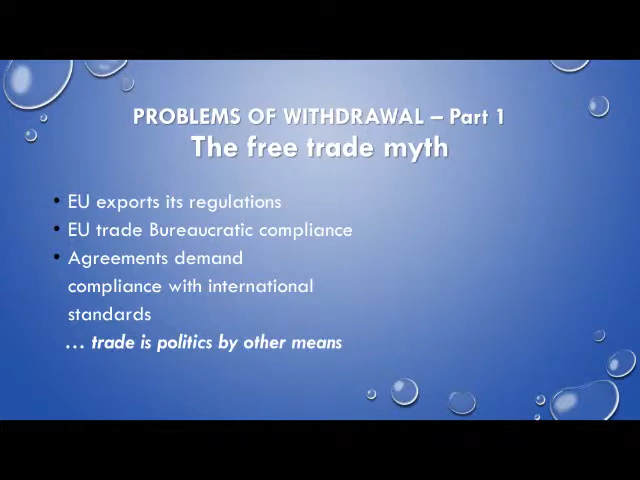 PROBLEMS OF WITHDRAWAL – Part 1
The free trade myth
• EU exports its regulations
• EU trade Bureaucratic compliance
• Agreements demand
compliance with international
standards
… trade is politics by other means